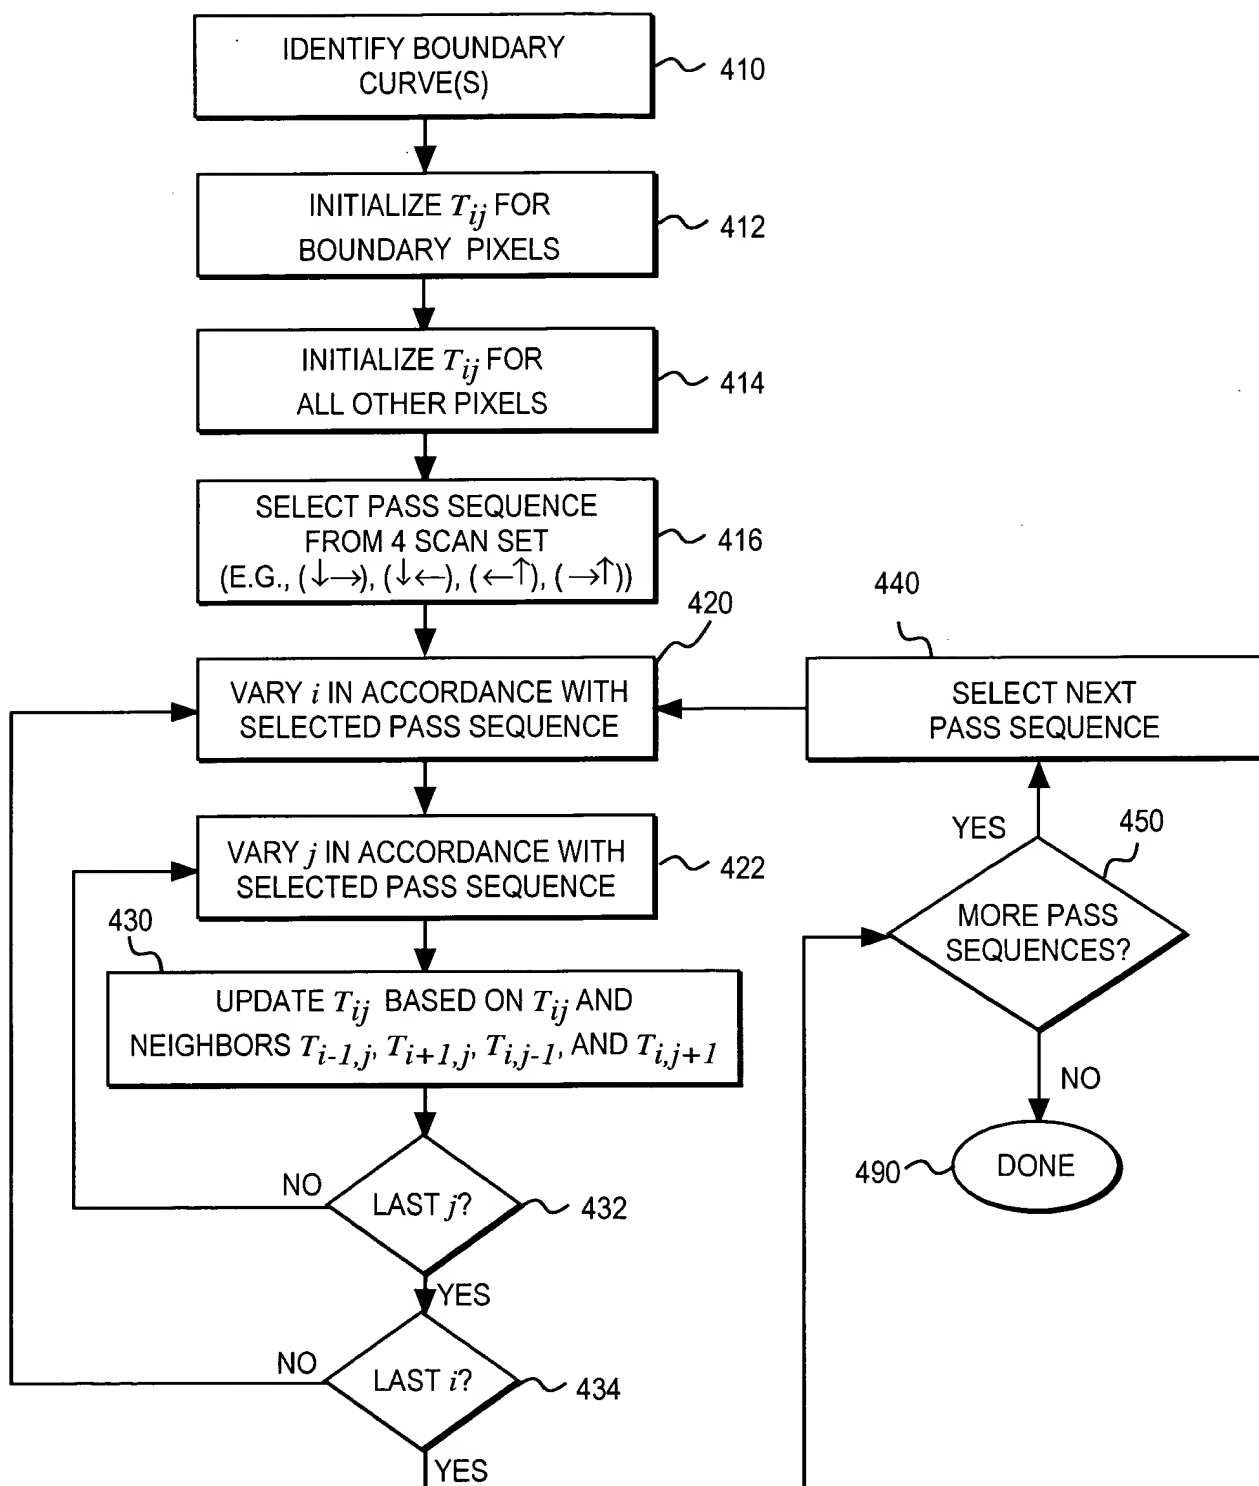 IDENTIFY BOUNDARY
CURVE(S)
410
INITIALIZE Tij FOR
BOUNDARY PIXELS
412
INITIALIZE Tij FOR
ALL OTHER PIXELS
414
SELECT PASS SEQUENCE
FROM 4 SCAN SET
(E.G., (↓→), (↓←), (←↑), (→↑))
416
420
VARY i IN ACCORDANCE WITH
SELECTED PASS SEQUENCE
440
SELECT NEXT
PASS SEQUENCE
VARY j IN ACCORDANCE WITH
SELECTED PASS SEQUENCE
422
YES
450
MORE PASS
SEQUENCES?
430
UPDATE Tij BASED ON Tij AND
NEIGHBORS Ti-1,j, Ti+1,j, Ti,j-1, AND Ti,j+1
NO
490
DONE
NO
LAST j?
432
YES
NO
LAST i?
434
YES